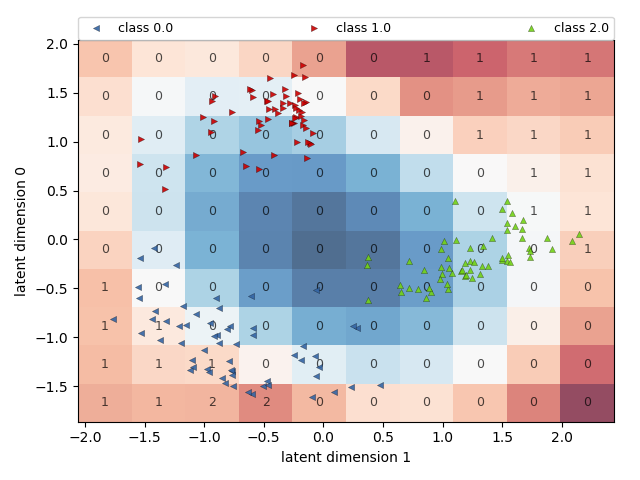 class 0.0 class 1.0 class 2.0
2.0 0 0 0 0 0 0 1 1 1 1
1.5 0 0 0 0 0 0 0 1 1 1
1.0 0 0 0 0 0 0 0 1 1 1
0.5 0 0 0 0 0 0 0 0 1 1
0 0 0 0 0 0 0 0 1 1
0.0 0 0 0 0 0 0 0 0 0 1
−0.5 1 0 0 0 0 0 0 0 0 0
−1.0 1 1 0 0 0 0 0 0 0 0
1 1 1 0 0 0 0 0 0 0
−1.5 1 1 2 2 0 0 0 0 0 0
−2.0 −1.5 −1.0 −0.5 0.0 0.5 1.0 1.5 2.0
latent dimension 1
latent dimension 0